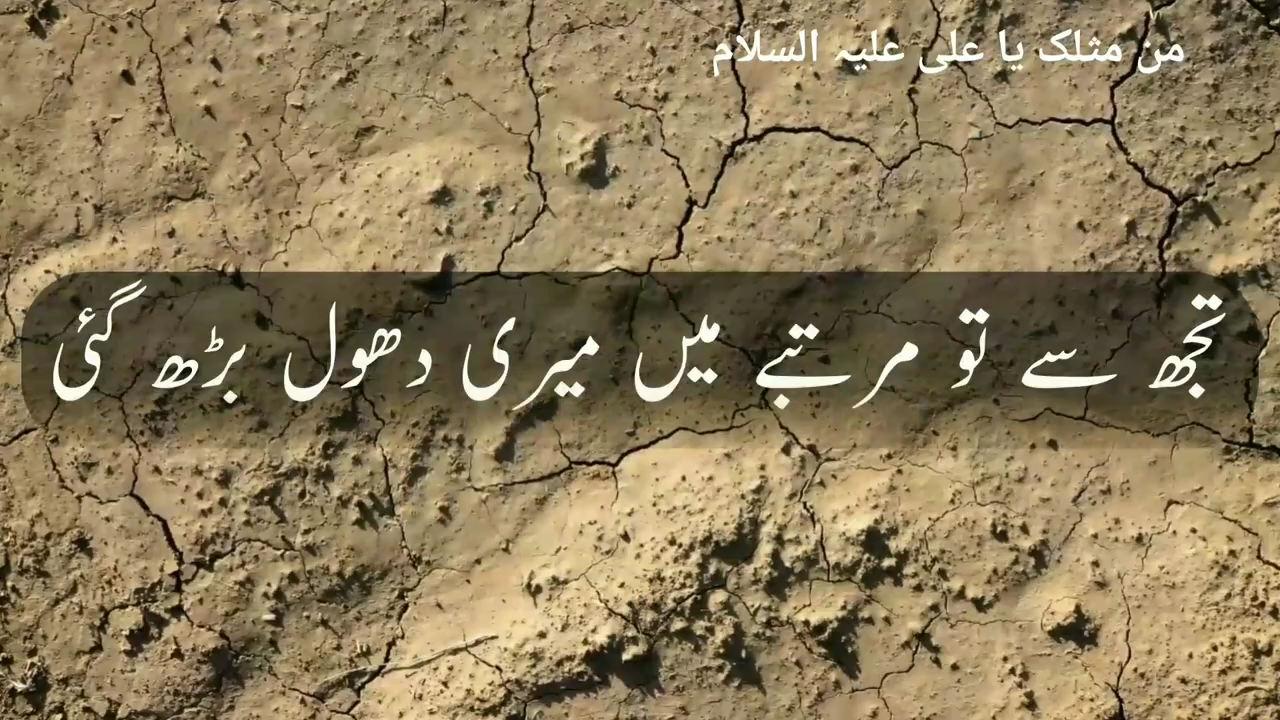 من مثلک یا علی علیہ السلام
تجھ سے تو مرتبے میں میری دھول بڑھ گئی